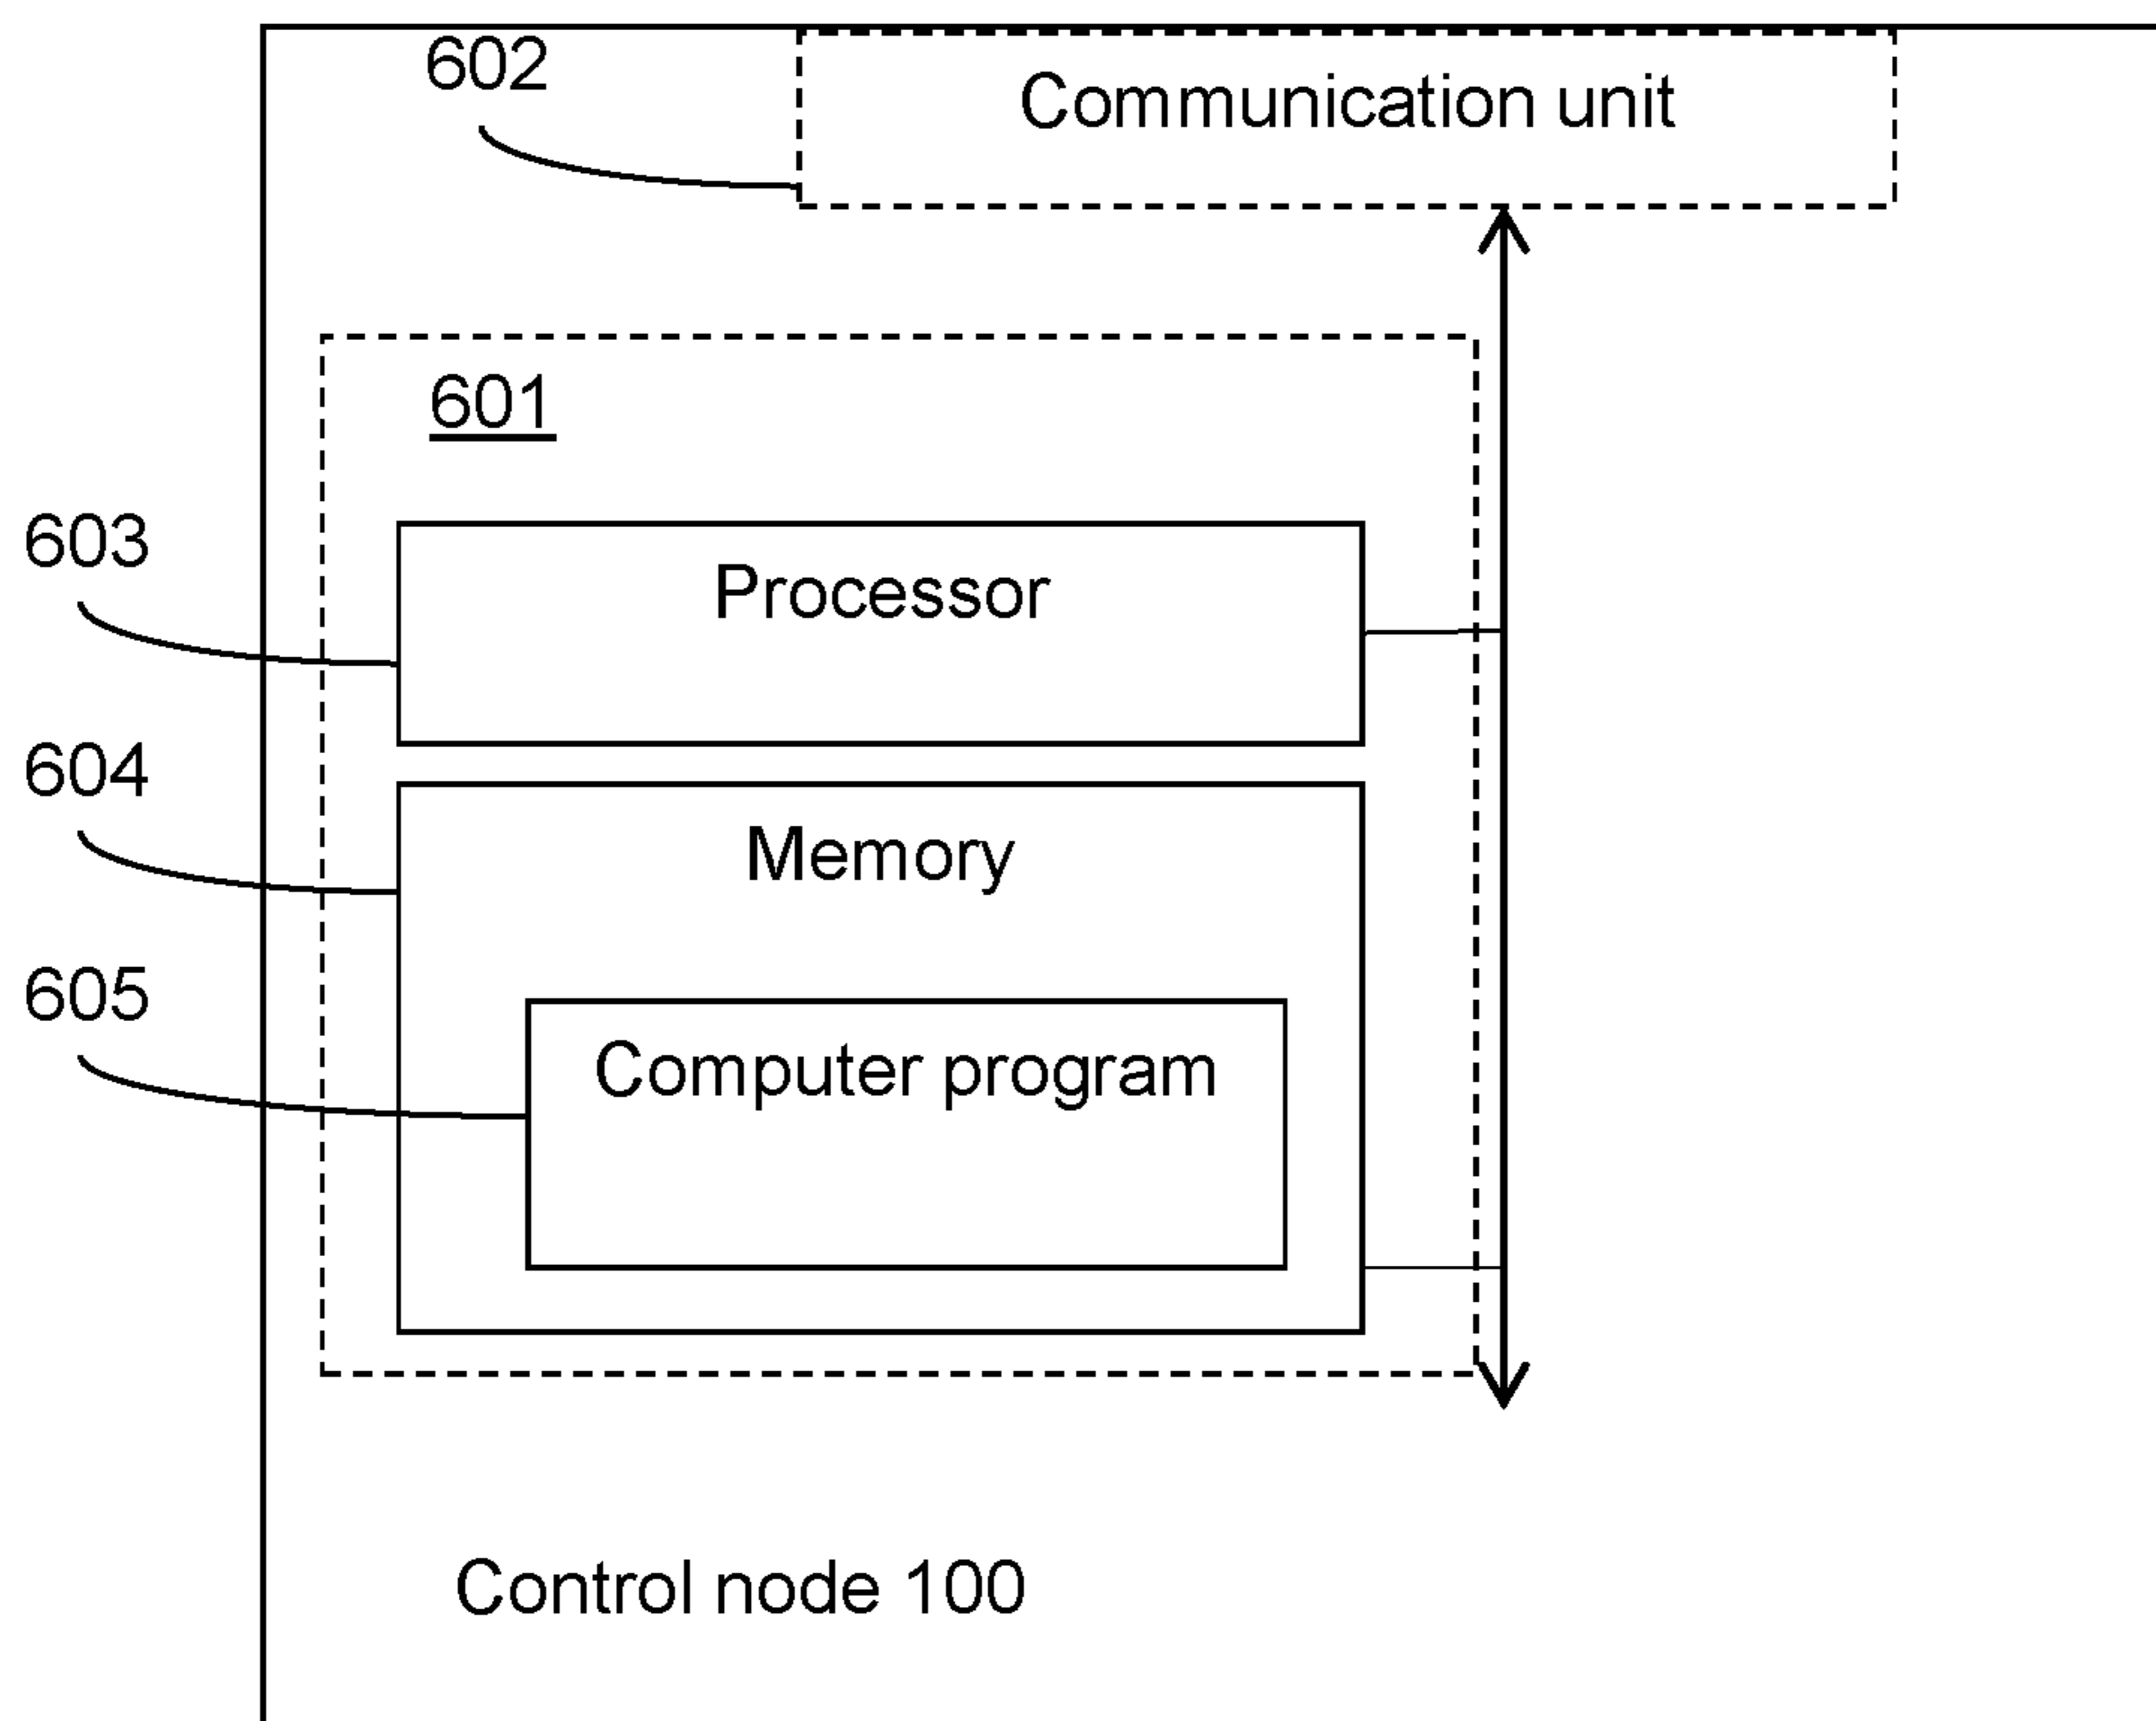 602
Communication unit
601
603
Processor
604
Memory
605
Computer program
Control node 100